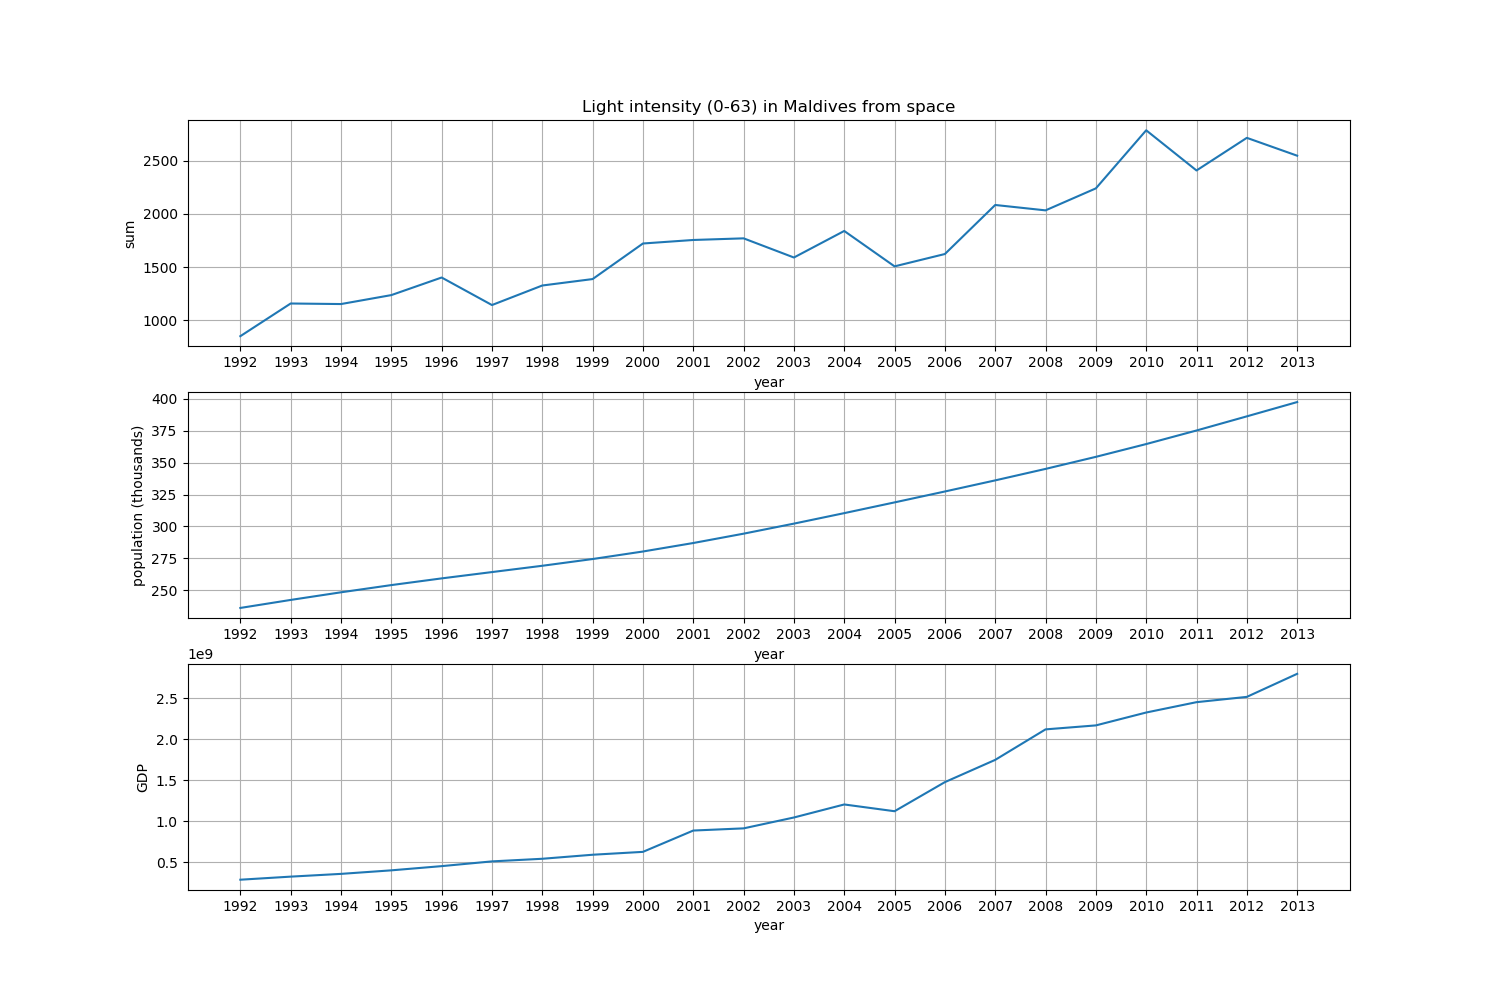 Light intensity (0-63) in Maldives from space
2500
2000
1500
1000
sum
1992 1993 1994 1995 1996 1997 1998 1999 2000 2001 2002 2003 2004 2005 2006 2007 2008 2009 2010 2011 2012 2013
year
400
375
350
325
300
275
250
population (thousands)
1992 1993 1994 1995 1996 1997 1998 1999 2000 2001 2002 2003 2004 2005 2006 2007 2008 2009 2010 2011 2012 2013
year
1e9
2.5
2.0
1.5
1.0
0.5
GDP
1992 1993 1994 1995 1996 1997 1998 1999 2000 2001 2002 2003 2004 2005 2006 2007 2008 2009 2010 2011 2012 2013
year